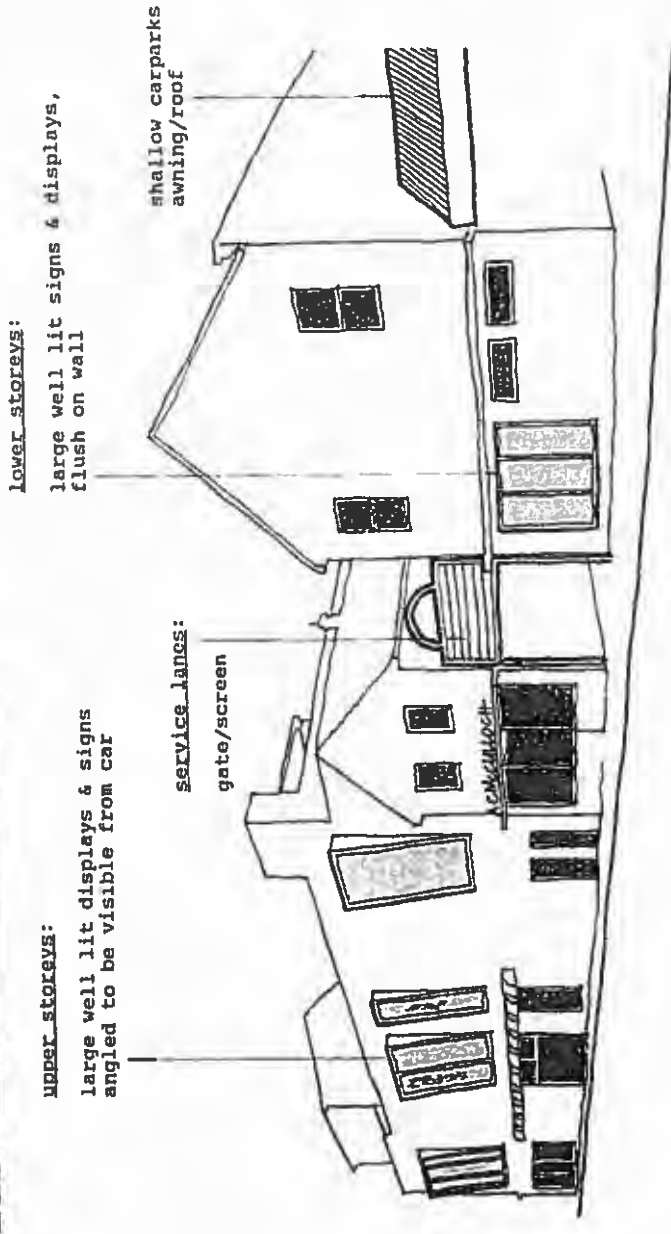 upper storeys:
large well lit displays & signs
angled to be visible from car
service lanes:
gate/screen
lower storeys:
large well lit signs & displays,
flush on wall
shallow carparks
awning/roof